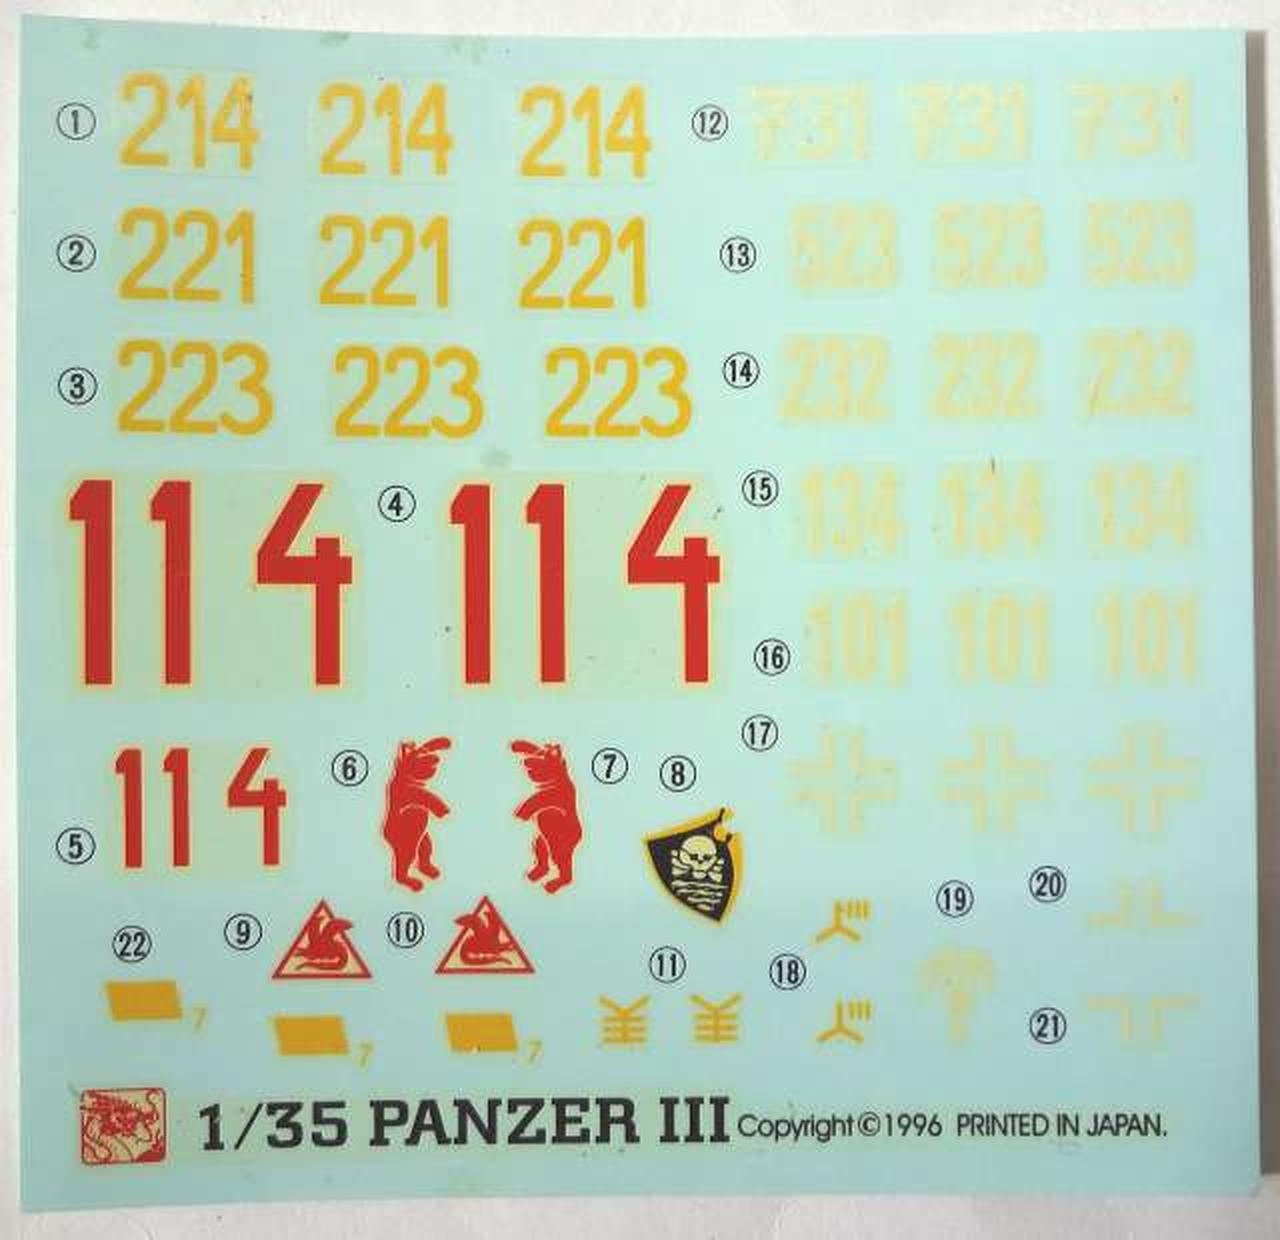 ① 214 214 214 ⑫ 731 731 731
② 221 221 221 ⑬ 523 523 523
③ 223 223 223 ⑭ 232 232 232
114 ④ 114 ⑮ 134 134 134
⑯ 101 101 101
⑰
⑤ 114 ⑥ ⑦ ⑧
㉒ ⑨ ⑩ ⑪ ⑱ ⑲ ⑳
7 7 7 ㉑
1/35 PANZER III Copyright©1996 PRINTED IN JAPAN.